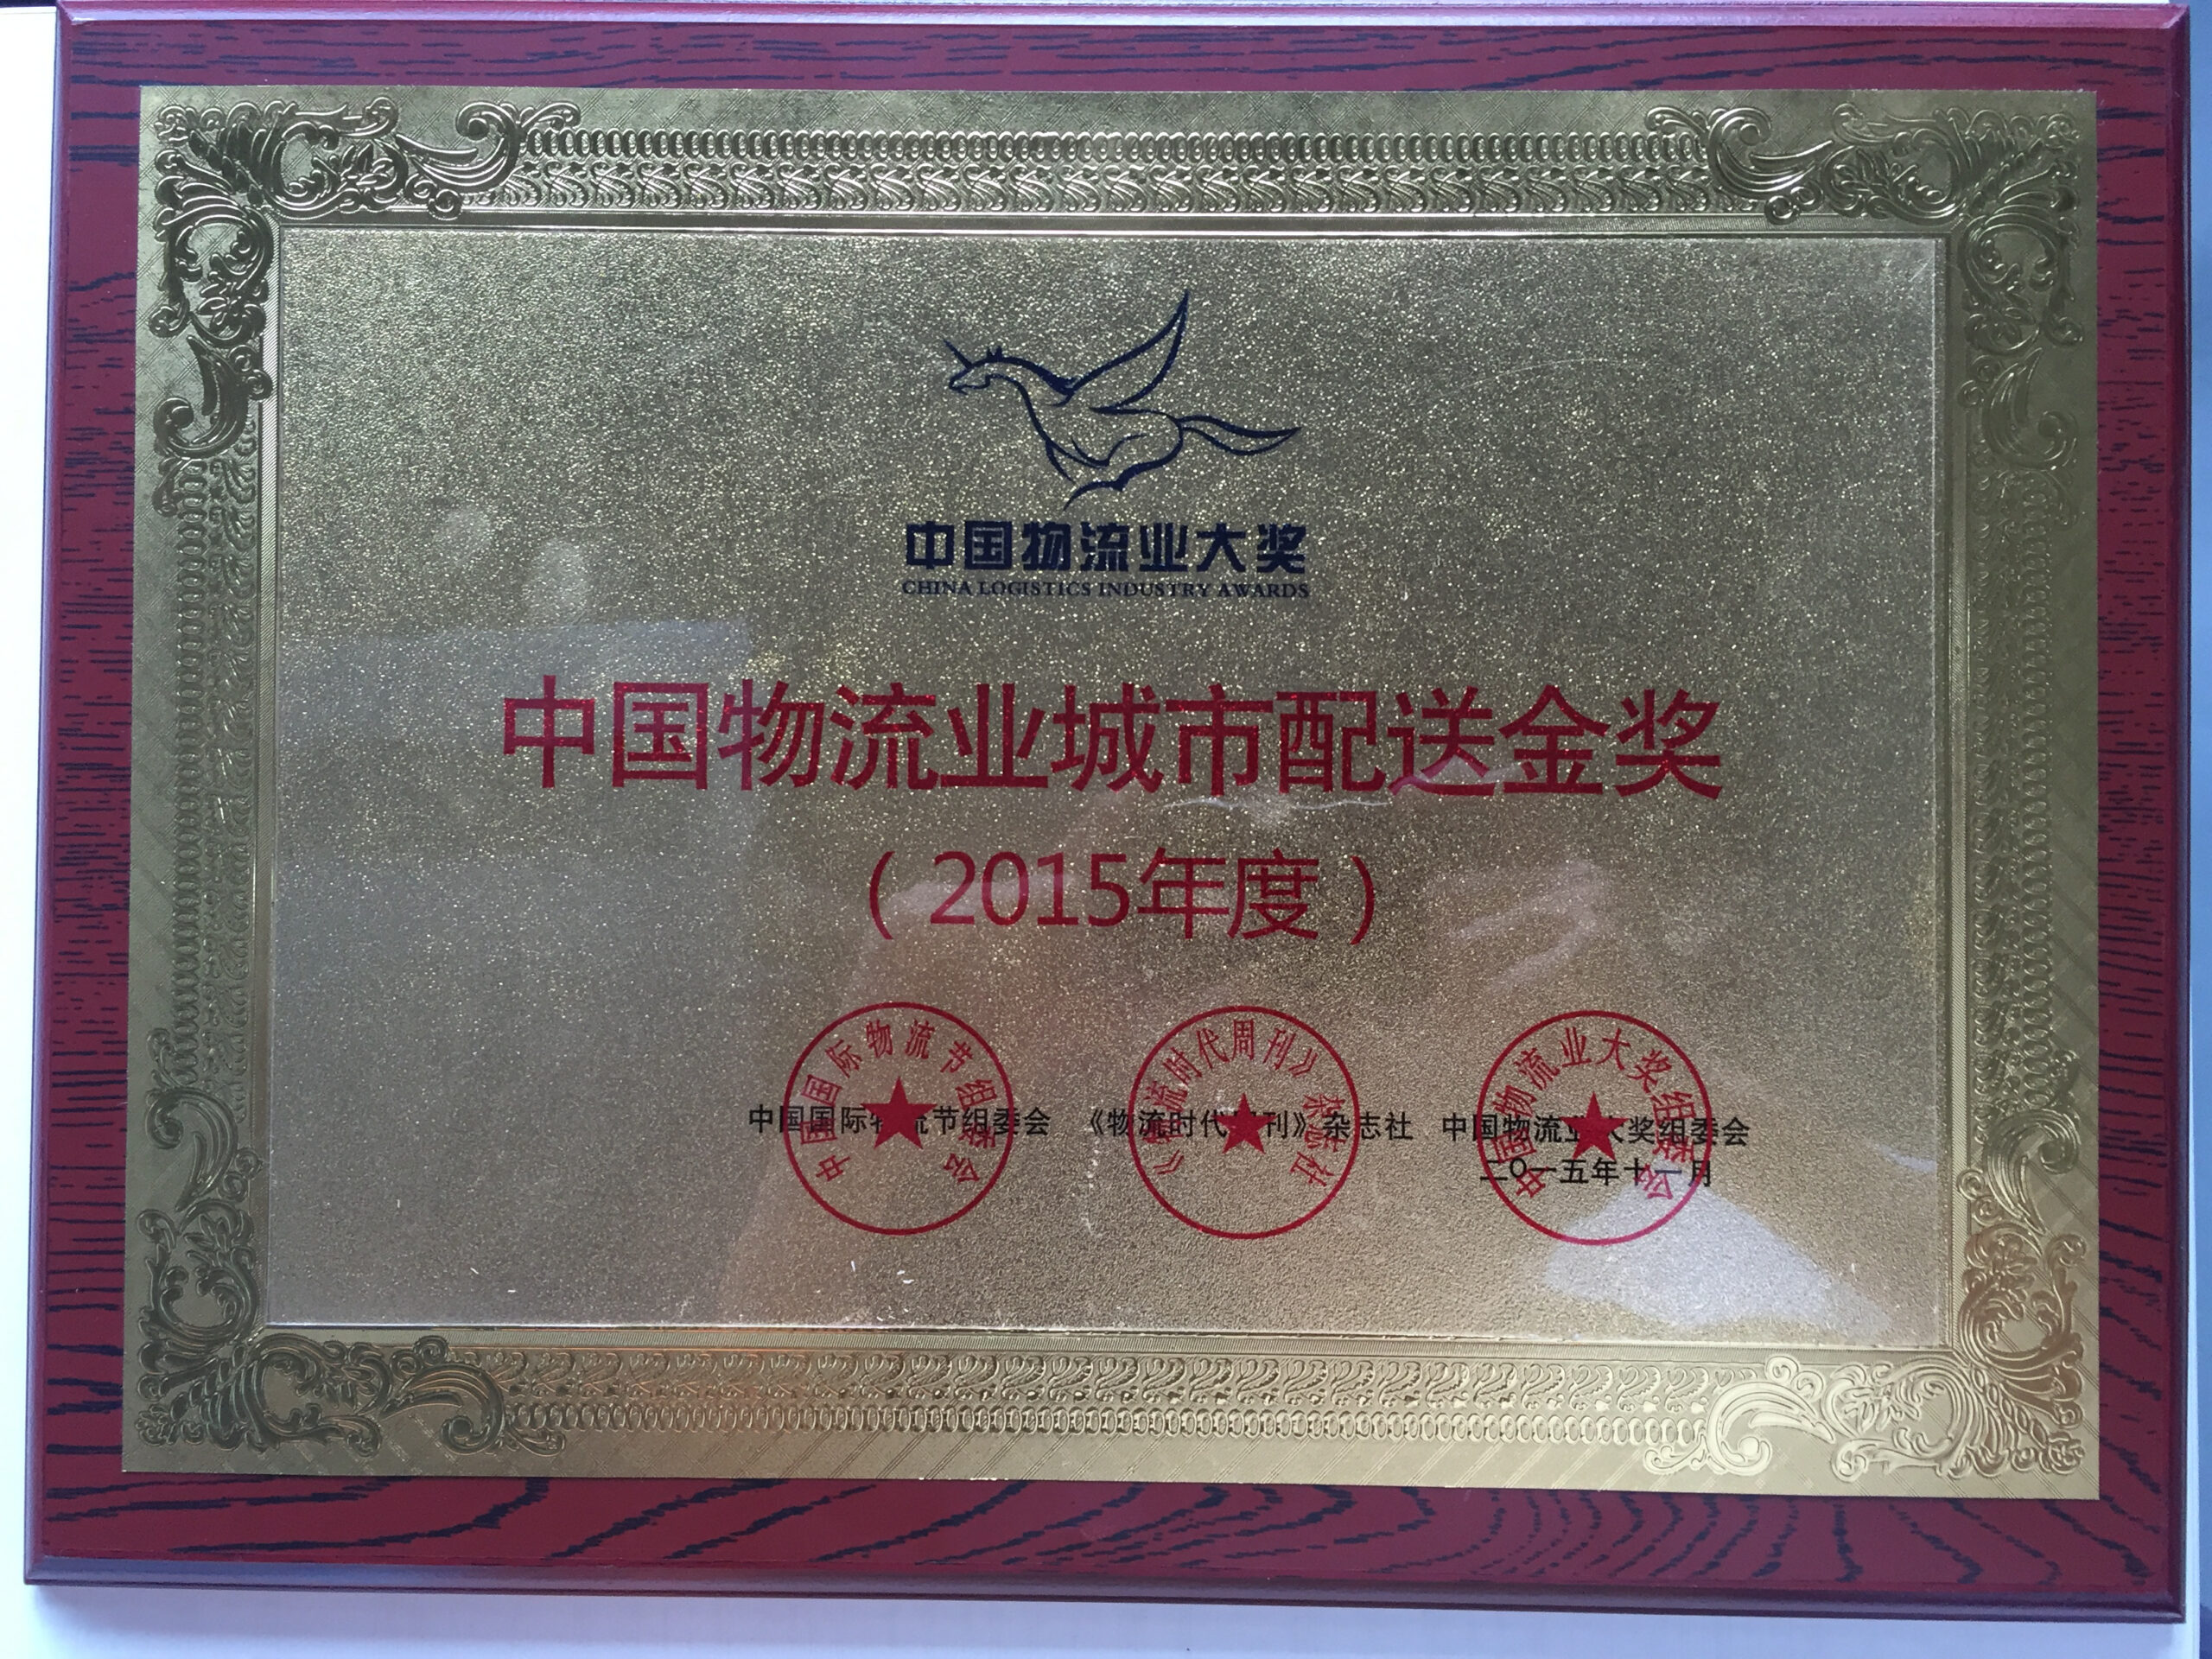 中国物流业大奖
CHINA LOGISTICS INDUSTRY AWARDS
中国物流业城市配送金奖
（2015年度）
中国国际物流节组委会 《物流时代周刊》杂志社 中国物流业大奖组委会
二〇一五年十一月
中国国际物流节组委会
《物流时代周刊》杂志社
中国物流业大奖组委会